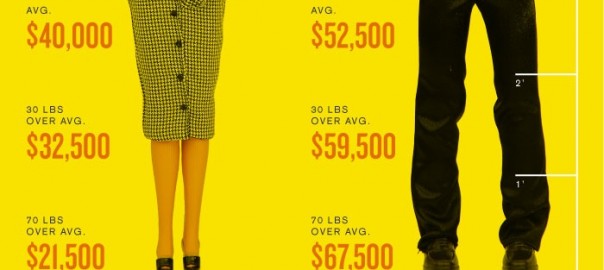 AVG.
$40,000
30 LBS
OVER AVG.
$32,500
70 LBS
OVER AVG.
$21,500
AVG.
$52,500
30 LBS
OVER AVG.
$59,500
70 LBS
OVER AVG.
$67,500
2'
1'